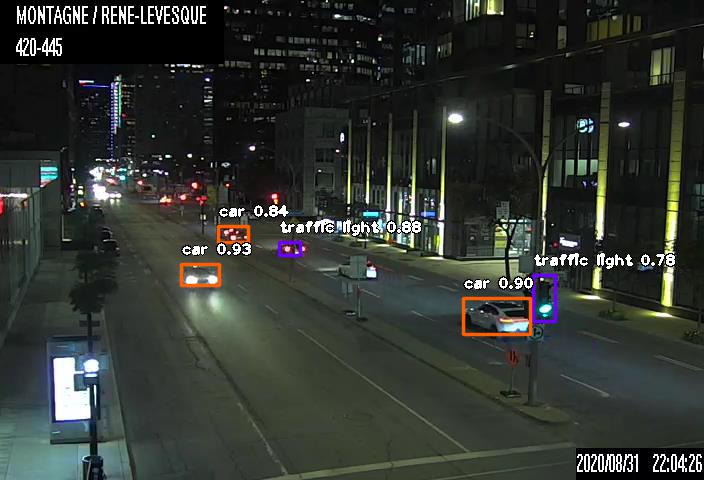 MONTAGNE / RENE-LEVESQUE
420-445
car 0.84
traffic light 0.88
car 0.93
traffic light 0.78
car 0.90
2020/08/31 22:04:26